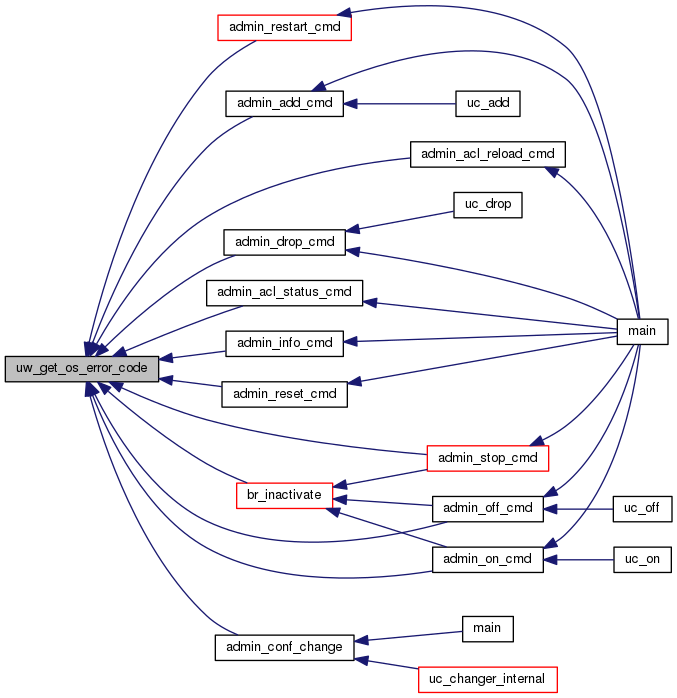 admin_restart_cmd
admin_add_cmd
uc_add
admin_acl_reload_cmd
uc_drop
admin_drop_cmd
admin_acl_status_cmd
main
admin_info_cmd
uw_get_os_error_code
admin_reset_cmd
admin_stop_cmd
br_inactivate
admin_off_cmd
uc_off
admin_on_cmd
uc_on
main
admin_conf_change
uc_changer_internal